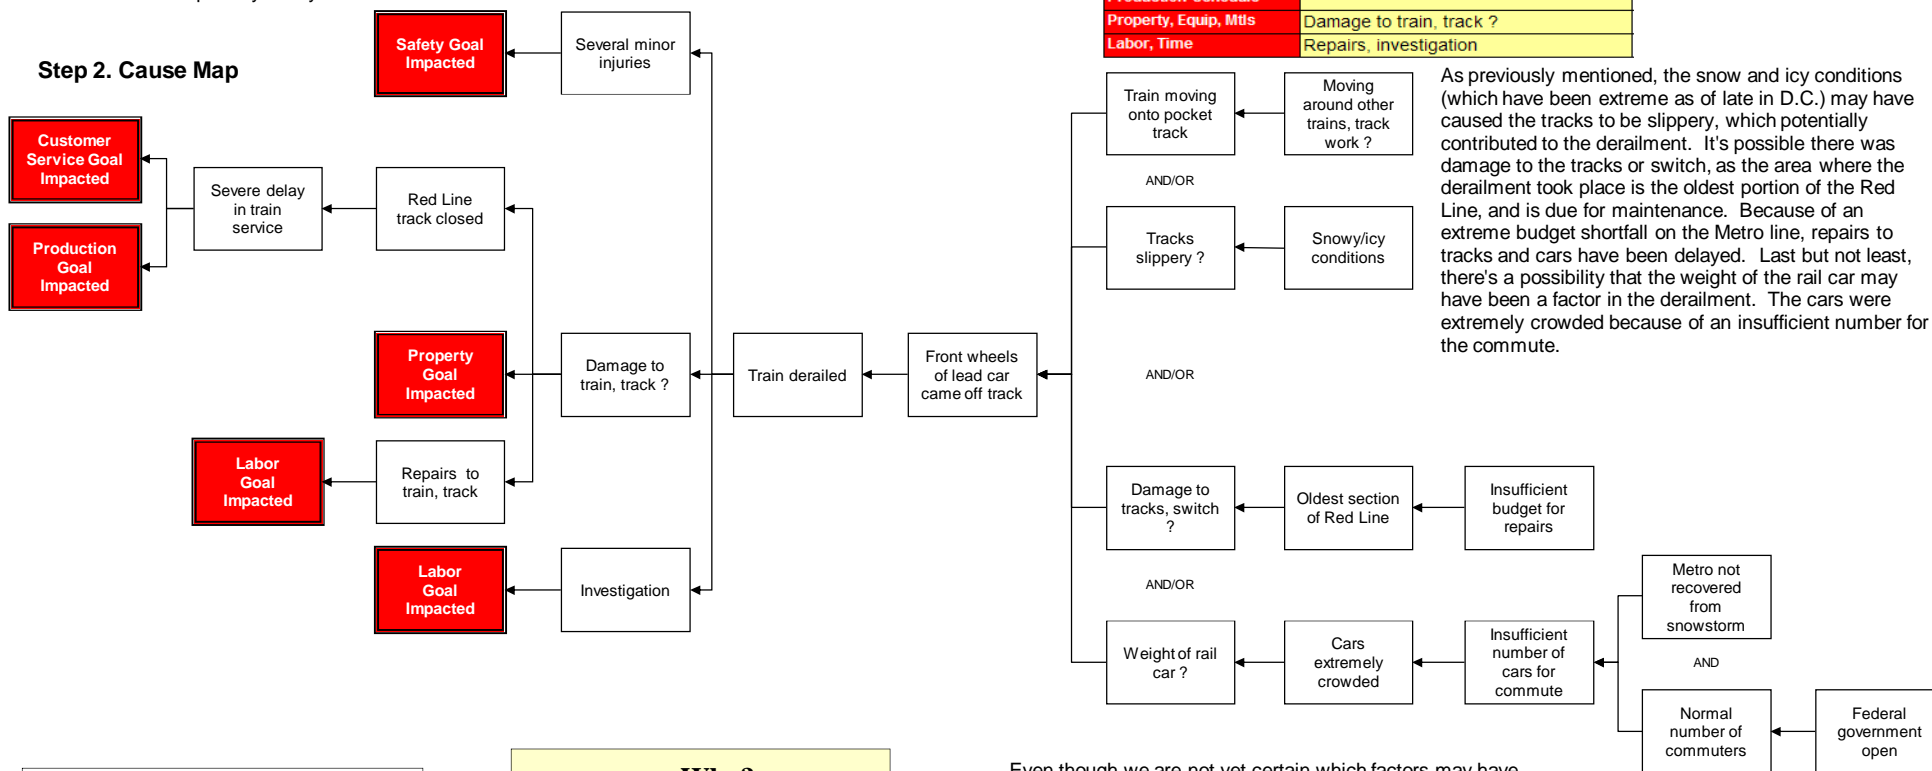 Property, Equip, Mtls
Damage to train, track ?
Labor, Time
Repairs, investigation
Step 2. Cause Map
Safety Goal
Impacted
Several minor
injuries
Customer
Service Goal
Impacted
Production
Goal
Impacted
Severe delay
in train
service
Red Line
track closed
Property
Goal
Impacted
Damage to
train, track ?
Train derailed
Front wheels
of lead car
came off track
Labor
Goal
Impacted
Repairs to
train, track
Labor
Goal
Impacted
Investigation
Train moving
onto pocket
track
Moving
around other
trains, track
work ?
AND/OR
Tracks
slippery ?
Snowy/icy
conditions
AND/OR
Damage to
tracks, switch
?
Oldest section
of Red Line
Insufficient
budget for
repairs
AND/OR
Weight of rail
car ?
Cars
extremely
crowded
Insufficient
number of
cars for
commute
Metro not
recovered
from
snowstorm
AND
Normal
number of
commuters
Federal
government
open
As previously mentioned, the snow and icy conditions
(which have been extreme as of late in D.C.) may have
caused the tracks to be slippery, which potentially
contributed to the derailment. It's possible there was
damage to the tracks or switch, as the area where the
derailment took place is the oldest portion of the Red
Line, and is due for maintenance. Because of an
extreme budget shortfall on the Metro line, repairs to
tracks and cars have been delayed. Last but not least,
there's a possibility that the weight of the rail car may
have been a factor in the derailment. The cars were
extremely crowded because of an insufficient number for
the commute.
Even though we are not yet certain which factors may have